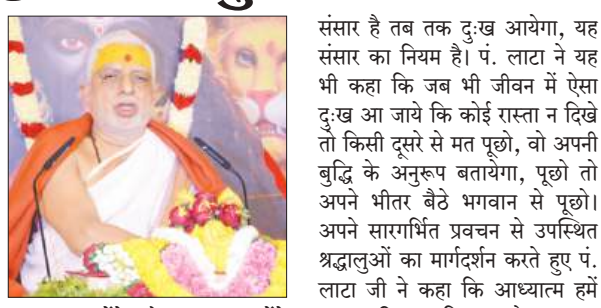 संसार है तब तक दुःख आयेगा, यह
संसार का नियम है। पं. लाटा ने यह
भी कहा कि जब भी जीवन में ऐसा
दुःख आ जाये कि कोई रास्ता न दिखे
तो किसी दूसरे से मत पूछो, वो अपनी
बुद्धि के अनुरूप बतायेगा, पूछो तो
अपने भीतर बैठे भगवान से पूछो।
अपने सारगर्भित प्रवचन से उपस्थित
श्रद्धालुओं का मार्गदर्शन करते हुए पं.
लाटा जी ने कहा कि आध्यात्म हमें